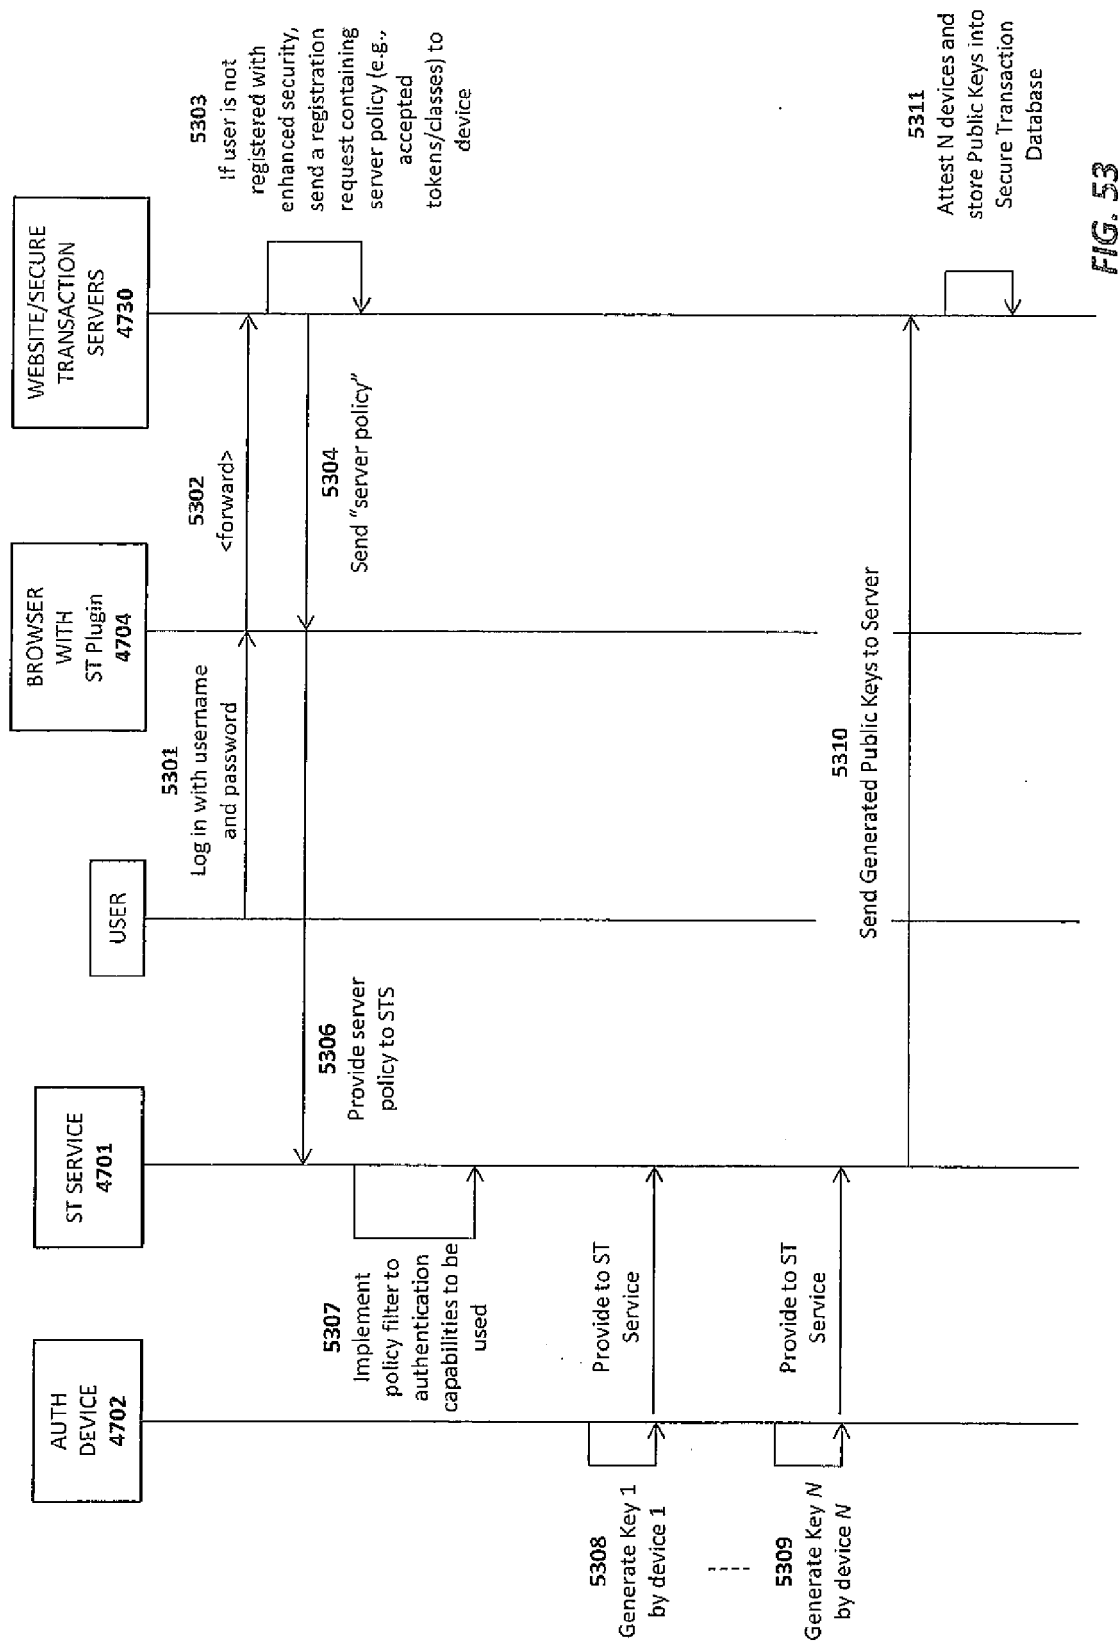 AUTH
DEVICE
4702
ST SERVICE
4701
USER
BROWSER
WITH
ST Plugin
4704
WEBSITE/SECURE
TRANSACTION
SERVERS
4730
5301
Log in with username
and password
5302
<forward>
5303
If user is not
registered with
enhanced security,
send a registration
request containing
server policy (e.g.,
accepted
tokens/classes) to
device
5304
Send "server policy"
5306
Provide server
policy to STS
5307
Implement
policy filter to
authentication
capabilities to be
used
5308
Generate Key 1
by device 1
Provide to ST
Service
5309
Generate Key N
by device N
Provide to ST
Service
5310
Send Generated Public Keys to Server
5311
Attest N devices and
store Public Keys into
Secure Transaction
Database
FIG. 53